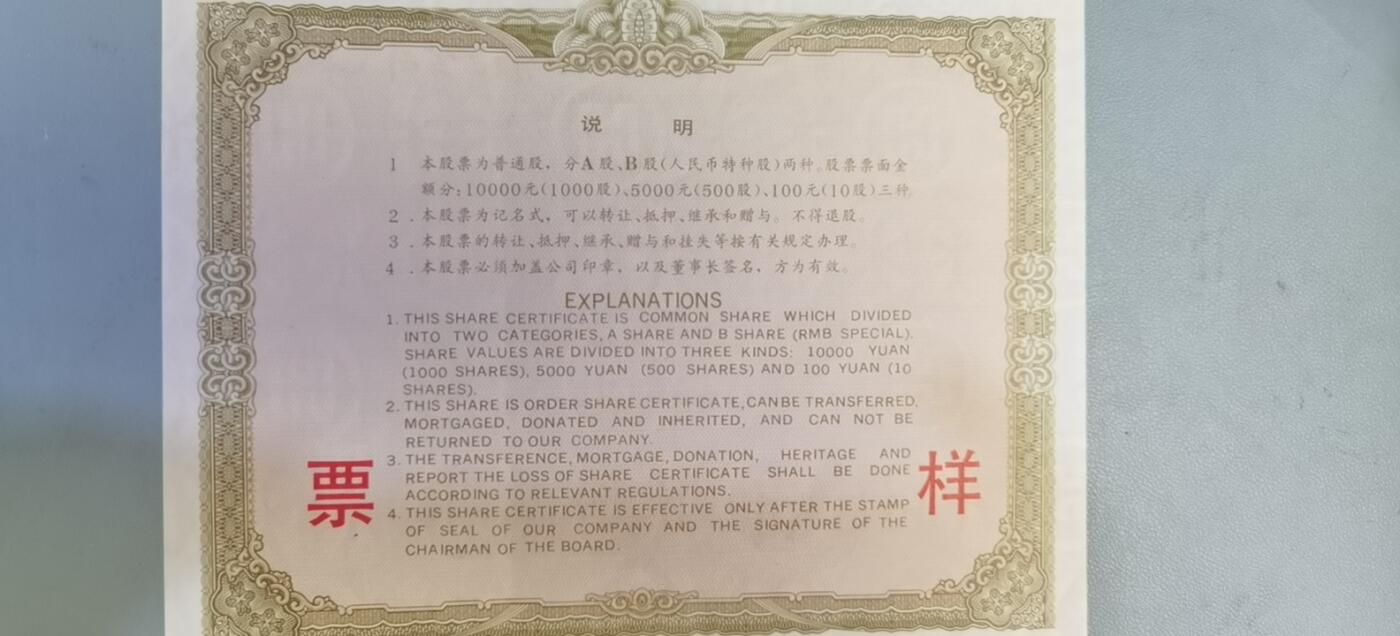 说 明
1 本股票为普通股，分A股、B股(人民币特种股)两种。股票票面金
额分：10000元(1000股)、5000元(500股)、100元(10股)三种。
2．本股票为记名式，可以转让、抵押、继承和赠与。不得退股。
3．本股票的转让、抵押、继承、赠与和挂失等按有关规定办理。
4．本股票必须加盖公司印章，以及董事长签名，方为有效。
EXPLANATIONS
1. THIS SHARE CERTIFICATE IS COMMON SHARE WHICH DIVIDED
INTO TWO CATEGORIES, A SHARE AND B SHARE (RMB SPECIAL).
SHARE VALUES ARE DIVIDED INTO THREE KINDS: 10000 YUAN
(1000 SHARES), 5000 YUAN (500 SHARES) AND 100 YUAN (10
SHARES).
2. THIS SHARE IS ORDER SHARE CERTIFICATE, CANBE TRANSFERRED,
MORTGAGED, DONATED AND INHERITED, AND CAN NOT BE
RETURNED TO OUR COMPANY.
3. THE TRANSFERENCE, MORTGAGE, DONATION, HERITAGE AND
REPORT THE LOSS OF SHARE CERTIFICATE SHALL BE DONE
ACCORDING TO RELEVANT REGULATIONS.
4. THIS SHARE CERTIFICATE IS EFFECTIVE ONLY AFTER THE STAMP
OF SEAL OF OUR COMPANY AND THE SIGNATURE OF THE
CHAIRMAN OF THE BOARD.
票 样